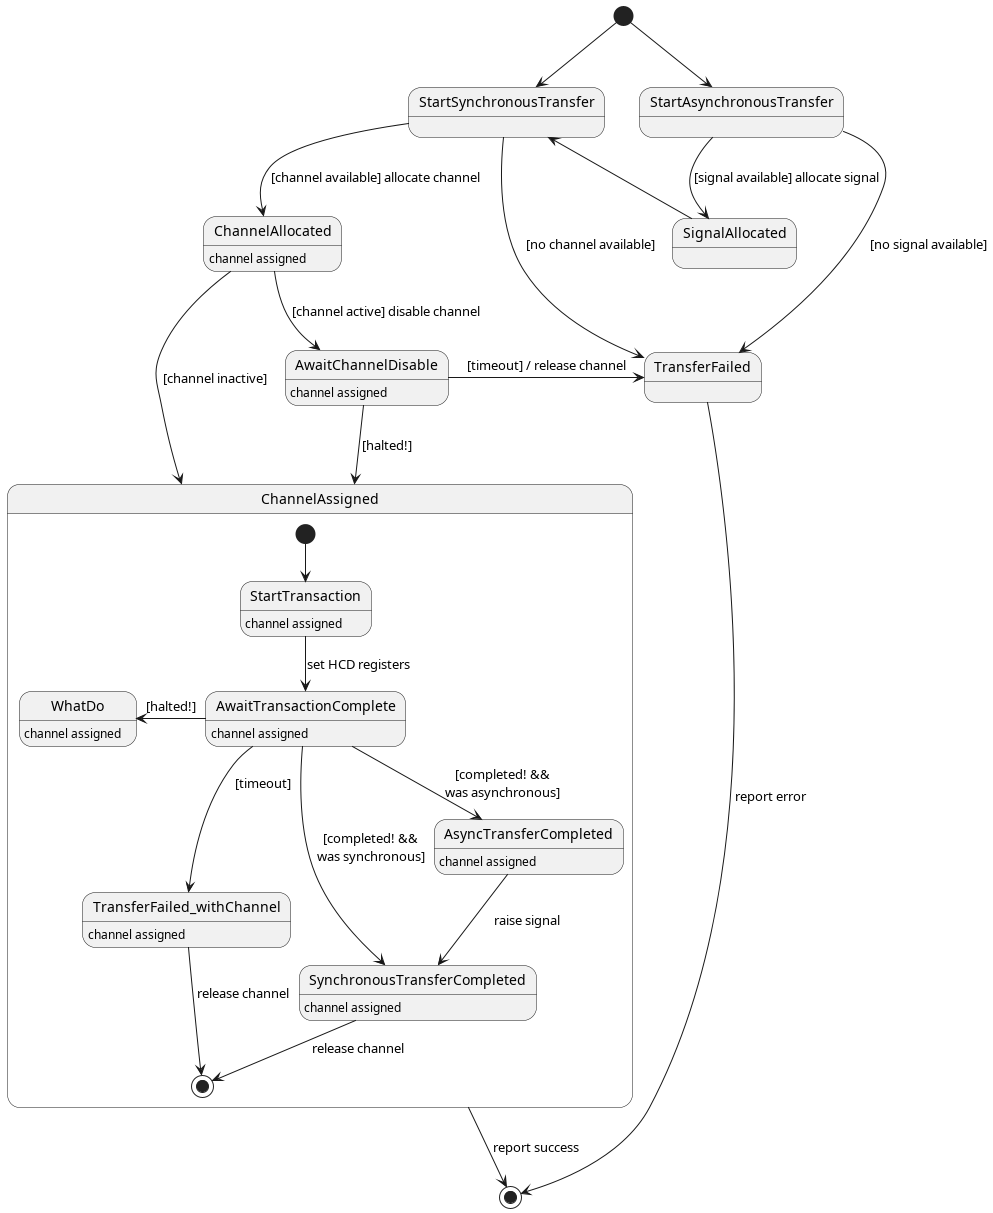 StartSynchronousTransfer
StartAsynchronousTransfer
[channel available] allocate channel
[signal available] allocate signal
ChannelAllocated
channel assigned
SignalAllocated
[no channel available]
[no signal available]
[channel active] disable channel
AwaitChannelDisable
channel assigned
[timeout] / release channel
TransferFailed
[channel inactive]
[halted!]
ChannelAssigned
StartTransaction
channel assigned
set HCD registers
WhatDo
channel assigned
[halted!]
AwaitTransactionComplete
channel assigned
[timeout]
[completed! &&
was asynchronous]
[completed! &&
was synchronous]
AsyncTransferCompleted
channel assigned
report error
TransferFailed_withChannel
channel assigned
raise signal
SynchronousTransferCompleted
channel assigned
release channel
release channel
report success